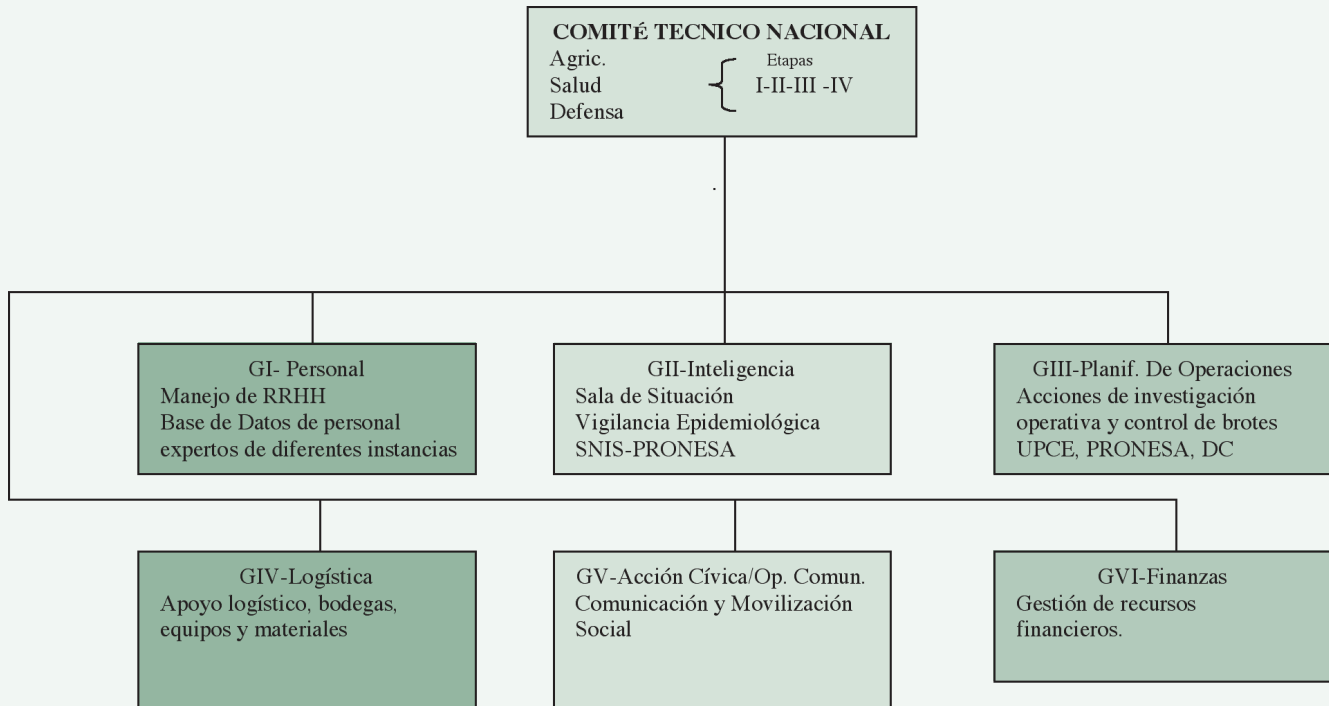 COMITÉ TECNICO NACIONAL
Agric.
Etapas
Salud
I-II-III -IV
Defensa
GI- Personal
Manejo de RRHH
Base de Datos de personal
expertos de diferentes instancias
GII-Inteligencia
Sala de Situación
Vigilancia Epidemiológica
SNIS-PRONESA
GIII-Planif. De Operaciones
Acciones de investigación
operativa y control de brotes
UPCE, PRONESA, DC
GIV-Logística
Apoyo logístico, bodegas,
equipos y materiales
GV-Acción Cívica/Op. Comun.
Comunicación y Movilización
Social
GVI-Finanzas
Gestión de recursos
financieros.